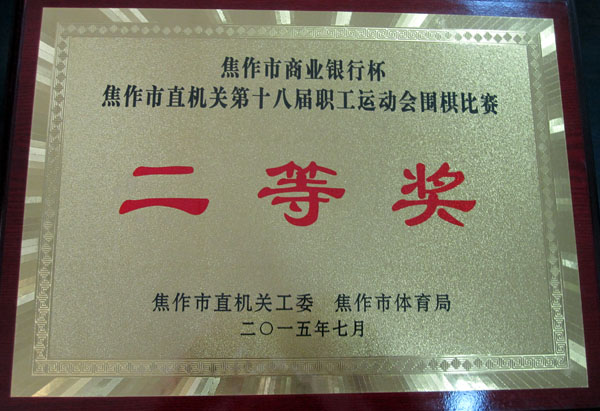 焦作市商业银行杯
焦作市直机关第十八届职工运动会围棋比赛
二等奖
焦作市直机关工委 焦作市体育局
二〇一五年七月